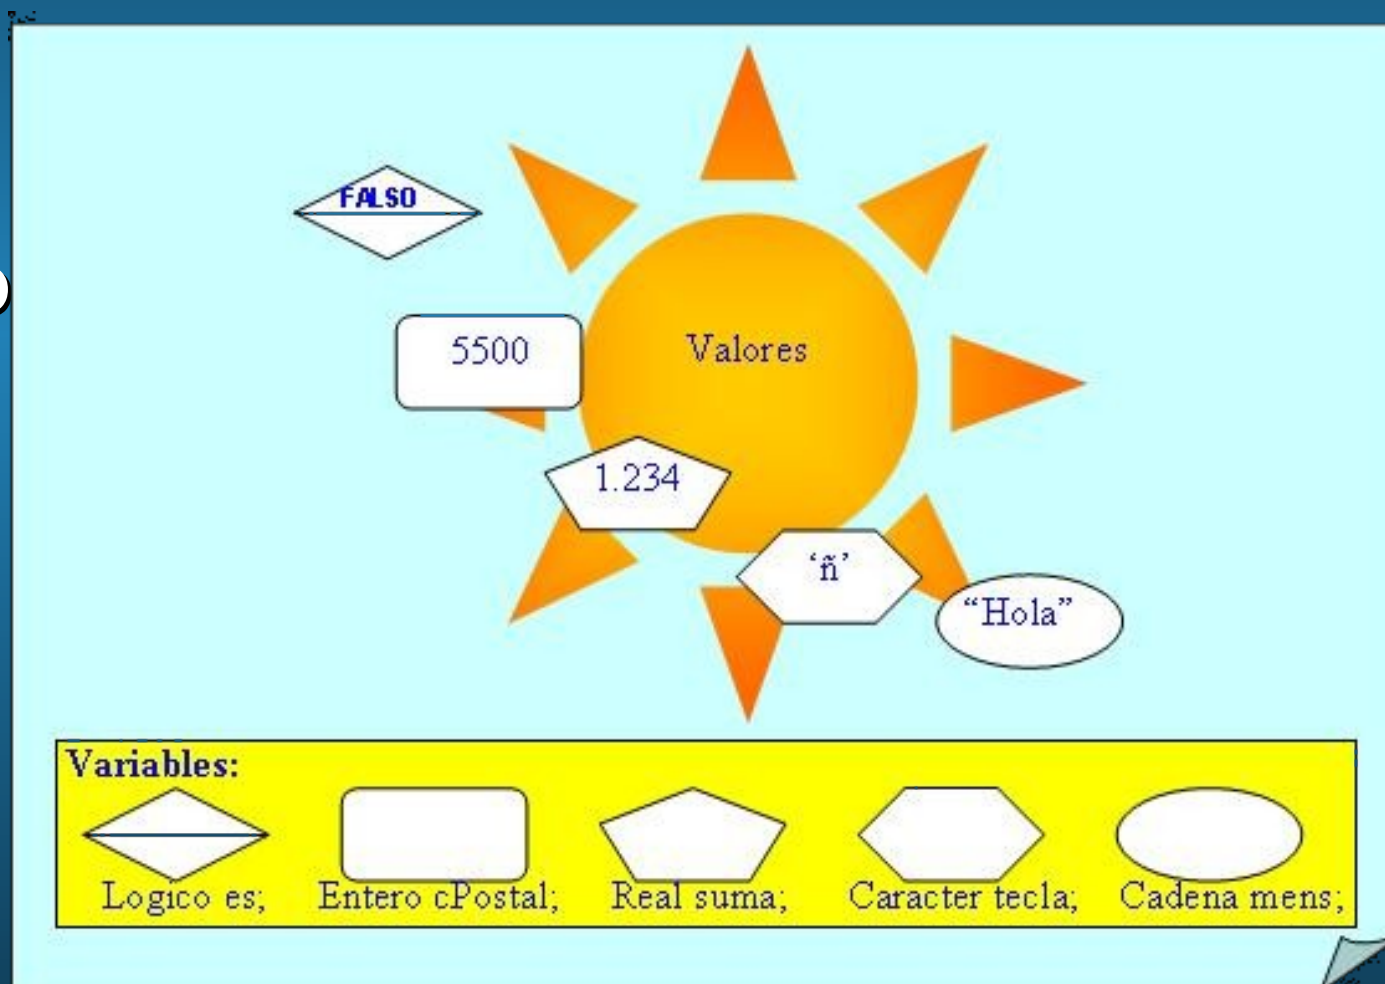 FALSO
5500
Valores
1.234
‘ñ’
“Hola”
Variables:
Logico es;
Entero cPostal;
Real suma;
Caracter tecla;
Cadena mens;